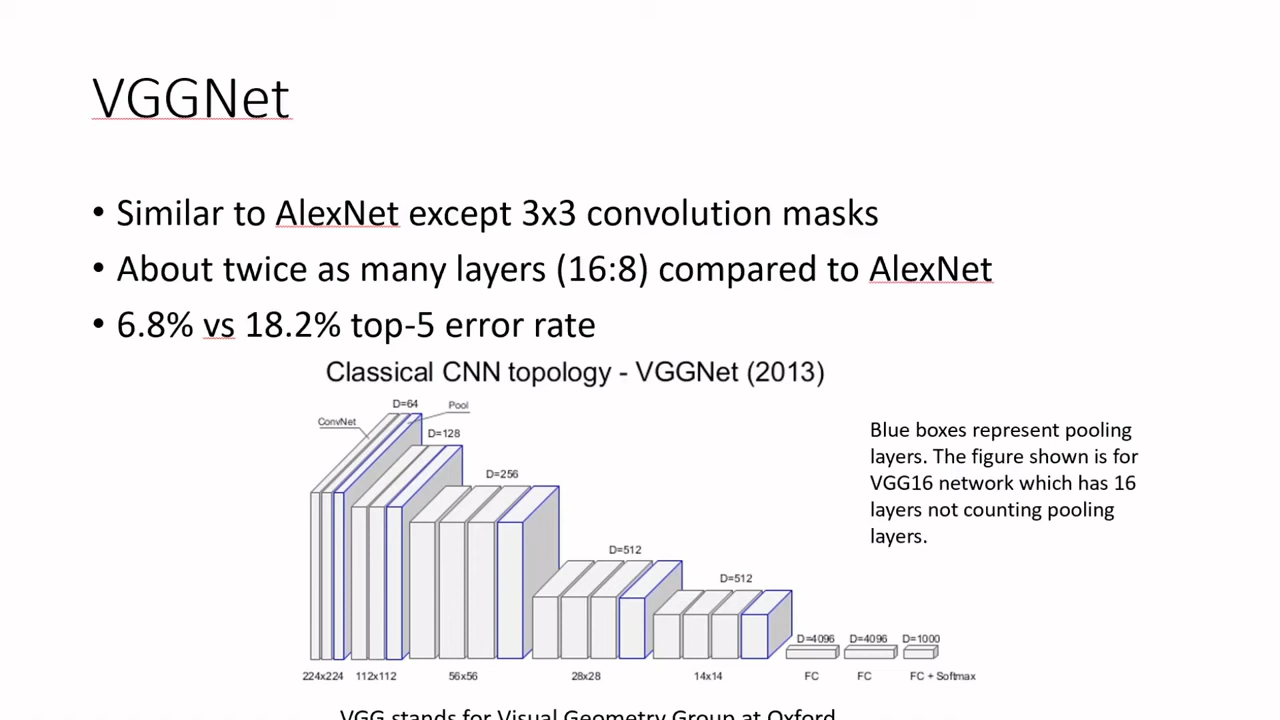 VGGNet
• Similar to AlexNet except 3x3 convolution masks
• About twice as many layers (16:8) compared to AlexNet
• 6.8% vs 18.2% top-5 error rate
Classical CNN topology - VGGNet (2013)
D=64
Pool
ConvNet
D=128
D=256
D=512
D=512
D=4096
D=4096
D=1000
224x224
112x112
56x56
28x28
14x14
FC
FC
FC + Softmax
Blue boxes represent pooling
layers. The figure shown is for
VGG16 network which has 16
layers not counting pooling
layers.
VGG stands for Visual Geometry Group at Oxford